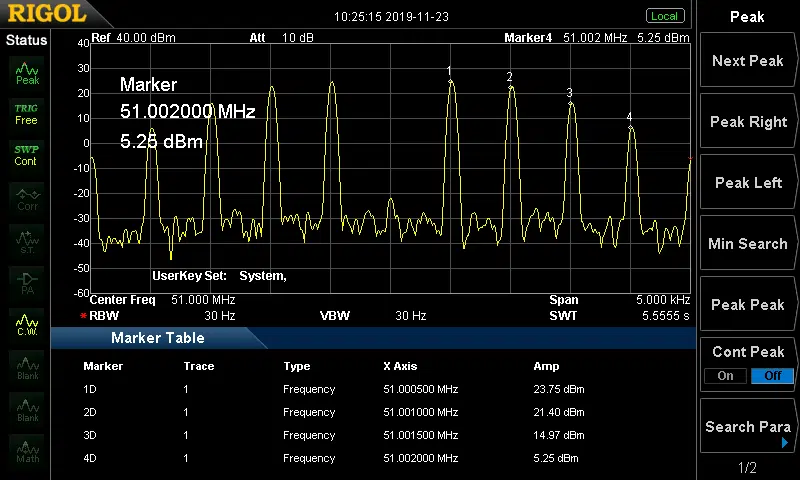 RIGOL
10:25:15 2019-11-23
Local
Status
Ref 40.00 dBm Att 10 dB Marker4 51.002 MHz 5.25 dBm
Peak
TRIG
Free
SWP
Cont
Corr
S.T.
PA
C.W.
Blank
Blank
Math
40
30
20
10
0
-10
-20
-30
-40
-50
-60
Marker
51.002000 MHz
5.25 dBm
1
2
3
4
UserKey Set: System,
Center Freq 51.000 MHz Span 5.000 kHz
*RBW 30 Hz VBW 30 Hz SWT 5.5555 s
Marker Table
Marker Trace Type X Axis Amp
1D 1 Frequency 51.000500 MHz 23.75 dBm
2D 1 Frequency 51.001000 MHz 21.40 dBm
3D 1 Frequency 51.001500 MHz 14.97 dBm
4D 1 Frequency 51.002000 MHz 5.25 dBm
Peak
Next Peak
Peak Right
Peak Left
Min Search
Peak Peak
Cont Peak
On Off
Search Para
1/2